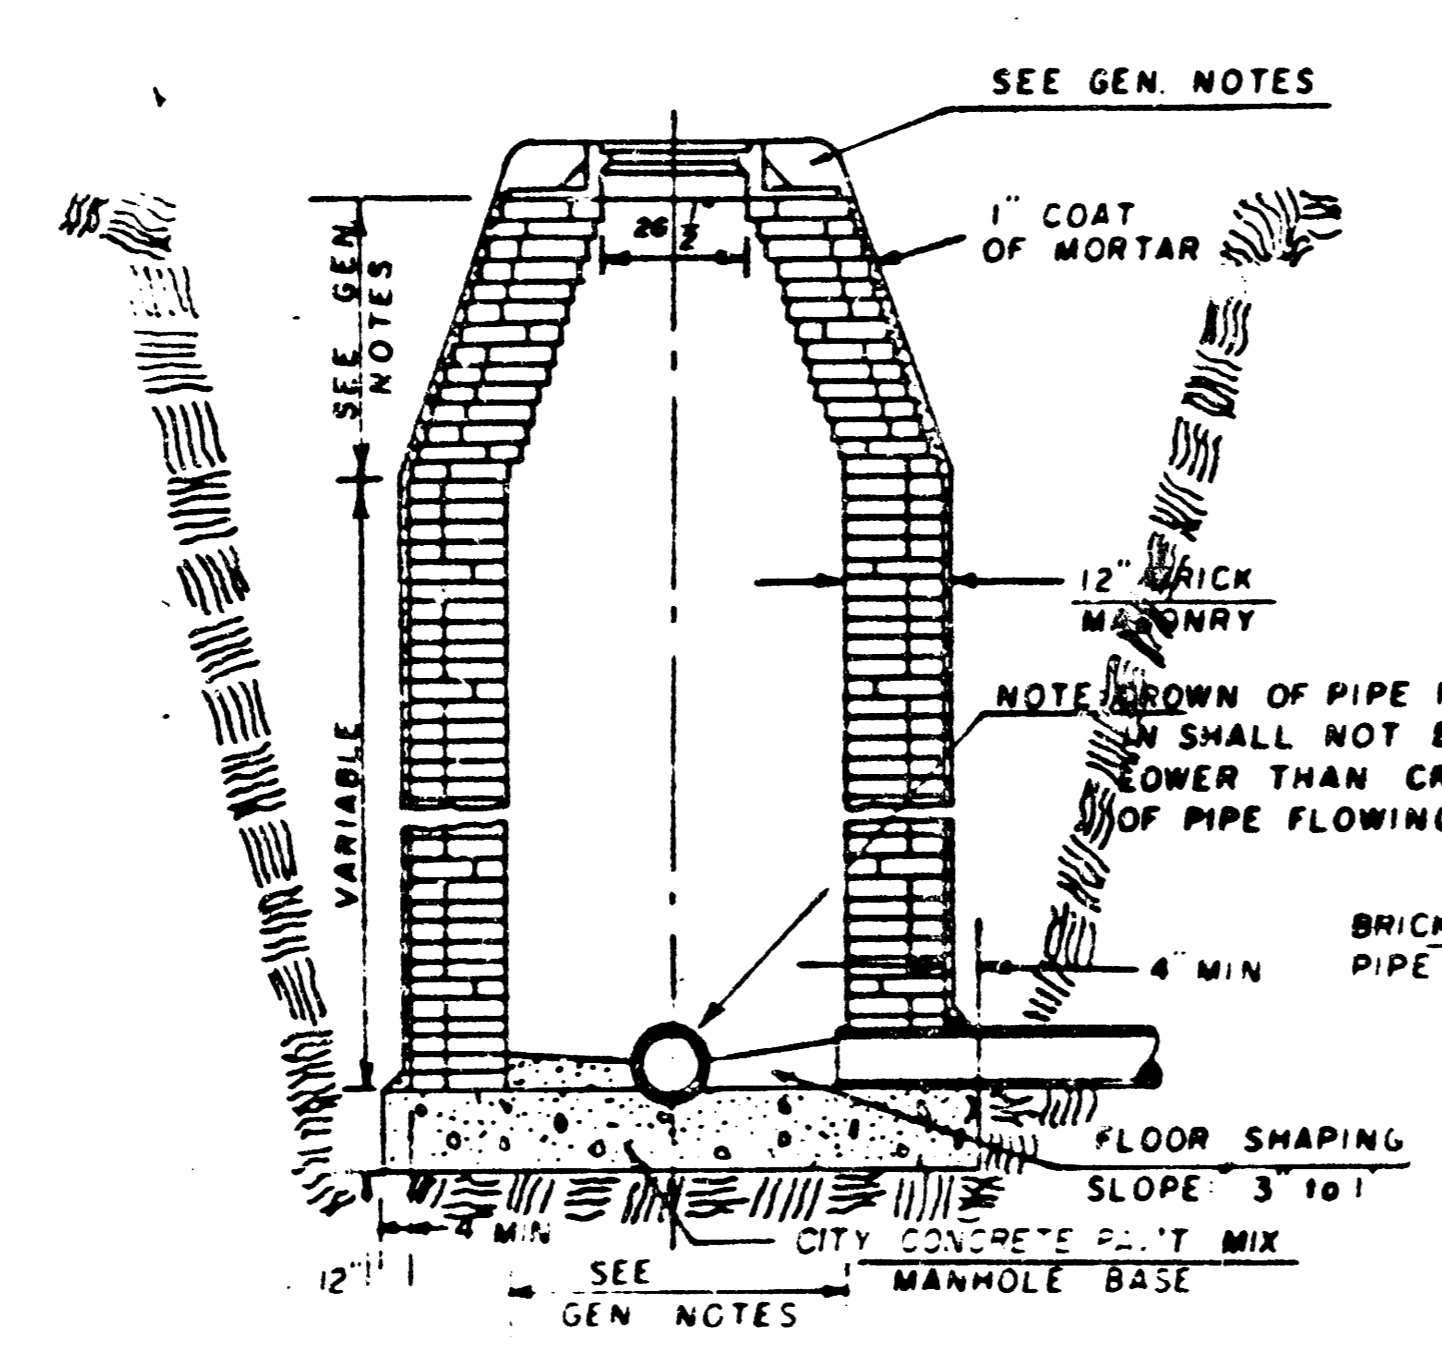 SEE GEN. NOTES
1" COAT
OF MORTAR
26 1/2
SEE GEN
NOTES
12" BRICK
MASONRY
NOTE: CROWN OF PIPE
IN SHALL NOT
LOWER THAN
OF PIPE FLOWING
VARIABLE
BRICK
PIPE
4" MIN
FLOOR SHAPING
SLOPE: 3" to 1
4" MIN
CITY CONCRETE MIX
MANHOLE BASE
12"
SEE
GEN NOTES